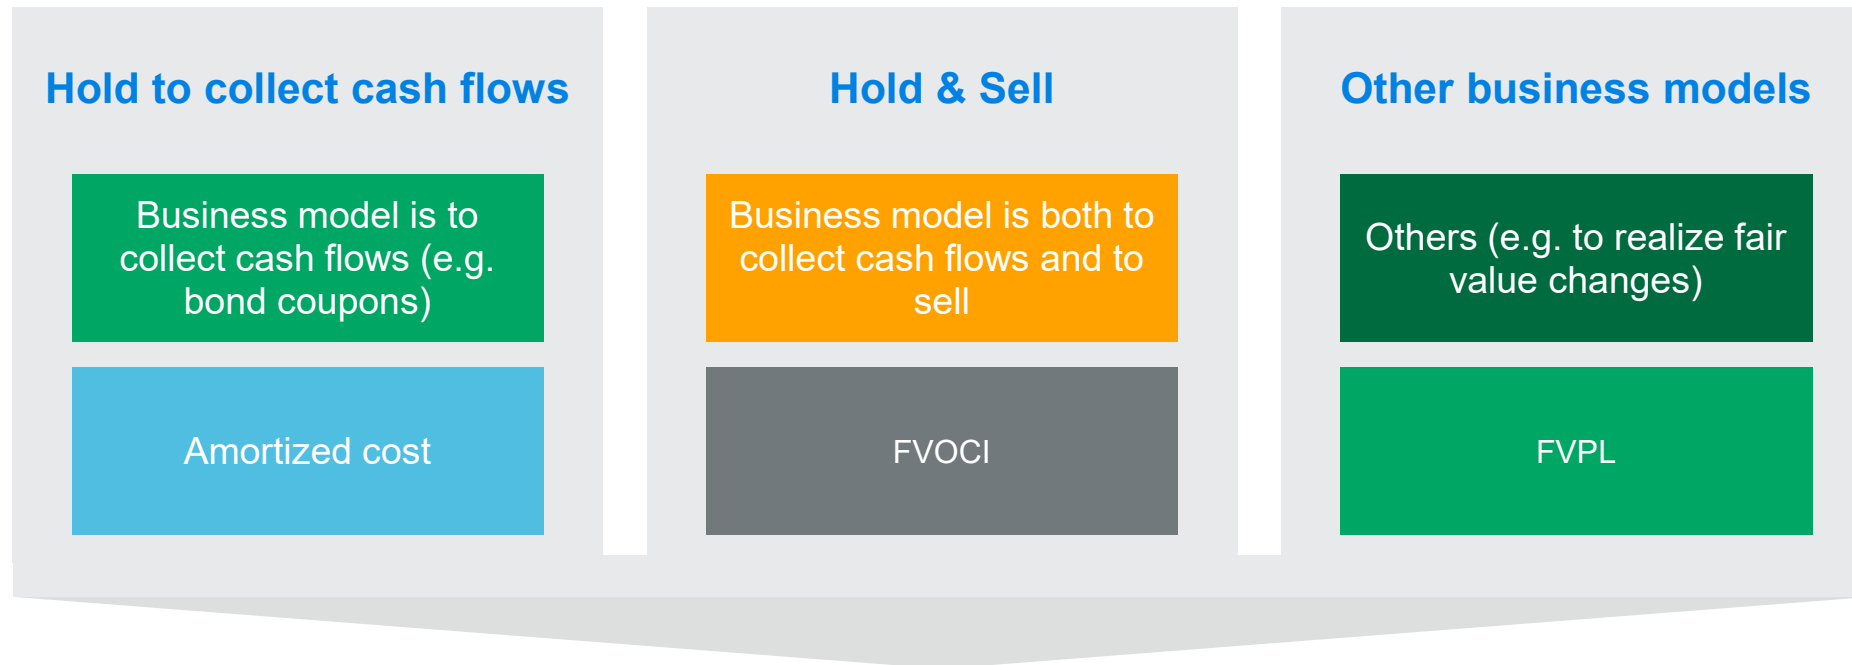 Hold to collect cash flows
Business model is to
collect cash flows (e.g.
bond coupons)
Amortized cost
Hold & Sell
Business model is both to
collect cash flows and to
sell
FVOCI
Other business models
Others (e.g. to realize fair
value changes)
FVPL